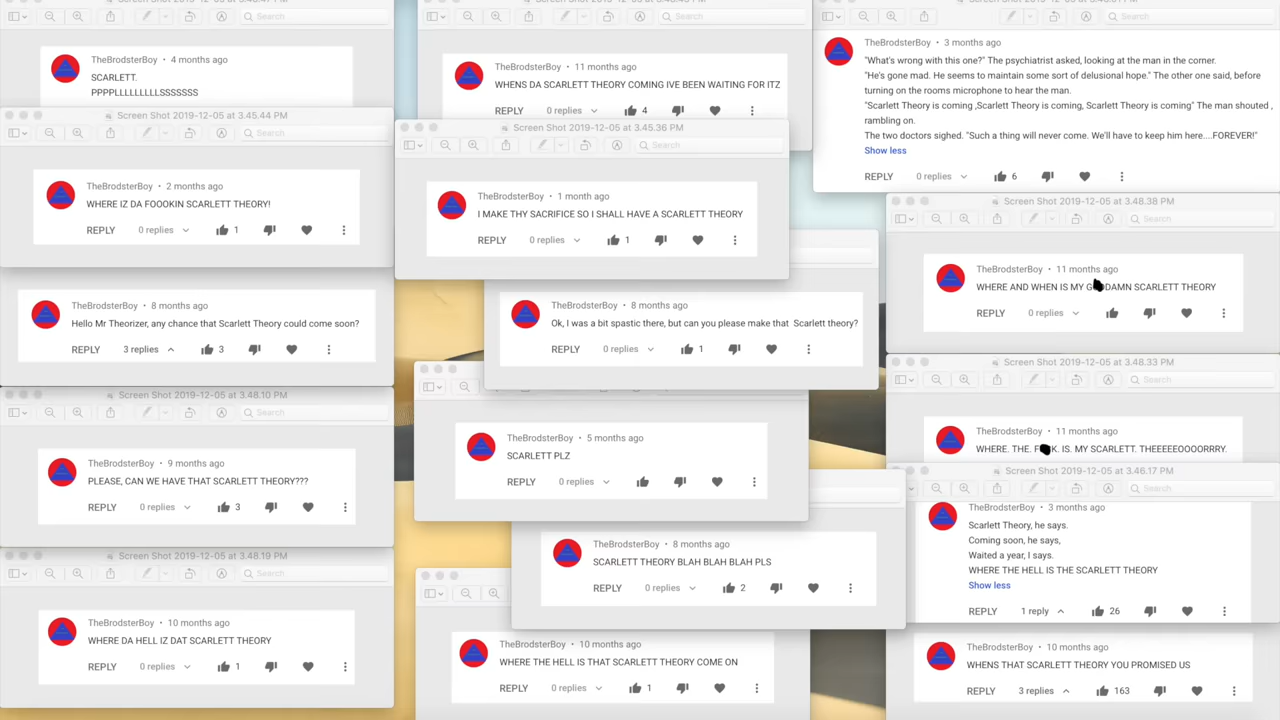 TheBrodsterBoy • 4 months ago
SCARLETT.
PPPPLLLLLLLLLSSSSSSS
Search
TheBrodsterBoy • 11 months ago
WHENS DA SCARLETT THEORY COMING IVE BEEN WAITING FOR ITZ
REPLY 0 replies 4
Search
Search
TheBrodsterBoy • 3 months ago
"What's wrong with this one?" The psychiatrist asked, looking at the man in the corner.
"He's gone mad. He seems to maintain some sort of delusional hope." The other one said, before
turning on the rooms microphone to hear the man.
"Scarlett Theory is coming ,Scarlett Theory is coming, Scarlett Theory is coming" The man shouted ,
rambling on.
The two doctors sighed. "Such a thing will never come. We'll have to keep him here....FOREVER!"
Show less
REPLY 0 replies 6
Screen Shot 2019-12-05 at 3.45.44 PM
Search
TheBrodsterBoy • 2 months ago
WHERE IZ DA FOOOKIN SCARLETT THEORY!
REPLY 0 replies 1
Screen Shot 2019-12-05 at 3.45.36 PM
Search
TheBrodsterBoy • 1 month ago
I MAKE THY SACRIFICE SO I SHALL HAVE A SCARLETT THEORY
REPLY 0 replies 1
Screen Shot 2019-12-05 at 3.48.38 PM
Search
TheBrodsterBoy • 11 months ago
WHERE AND WHEN IS MY G DAMN SCARLETT THEORY
REPLY 0 replies
TheBrodsterBoy • 8 months ago
Hello Mr Theorizer, any chance that Scarlett Theory could come soon?
REPLY 3 replies 3
TheBrodsterBoy • 8 months ago
Ok, I was a bit spastic there, but can you please make that Scarlett theory?
REPLY 0 replies 1
Screen Shot 2019-12-05 at 3.48.33 PM
Search
TheBrodsterBoy • 11 months ago
WHERE. THE. F K. IS. MY SCARLETT. THEEEEEOOOORRRY.
Screen Shot 2019-12-05 at 3.48.10 PM
Search
TheBrodsterBoy • 9 months ago
PLEASE, CAN WE HAVE THAT SCARLETT THEORY???
REPLY 0 replies 3
TheBrodsterBoy • 5 months ago
SCARLETT PLZ
REPLY 0 replies
Screen Shot 2019-12-05 at 3.46.17 PM
Search
TheBrodsterBoy • 3 months ago
Scarlett Theory, he says.
Coming soon, he says,
Waited a year, I says.
WHERE THE HELL IS THE SCARLETT THEORY
Show less
REPLY 1 reply 26
Screen Shot 2019-12-05 at 3.48.19 PM
Search
TheBrodsterBoy • 10 months ago
WHERE DA HELL IZ DAT SCARLETT THEORY
REPLY 0 replies 1
TheBrodsterBoy • 8 months ago
SCARLETT THEORY BLAH BLAH BLAH PLS
REPLY 0 replies 2
TheBrodsterBoy • 10 months ago
WHERE THE HELL IS THAT SCARLETT THEORY COME ON
REPLY 0 replies 1
TheBrodsterBoy • 10 months ago
WHENS THAT SCARLETT THEORY YOU PROMISED US
REPLY 3 replies 163